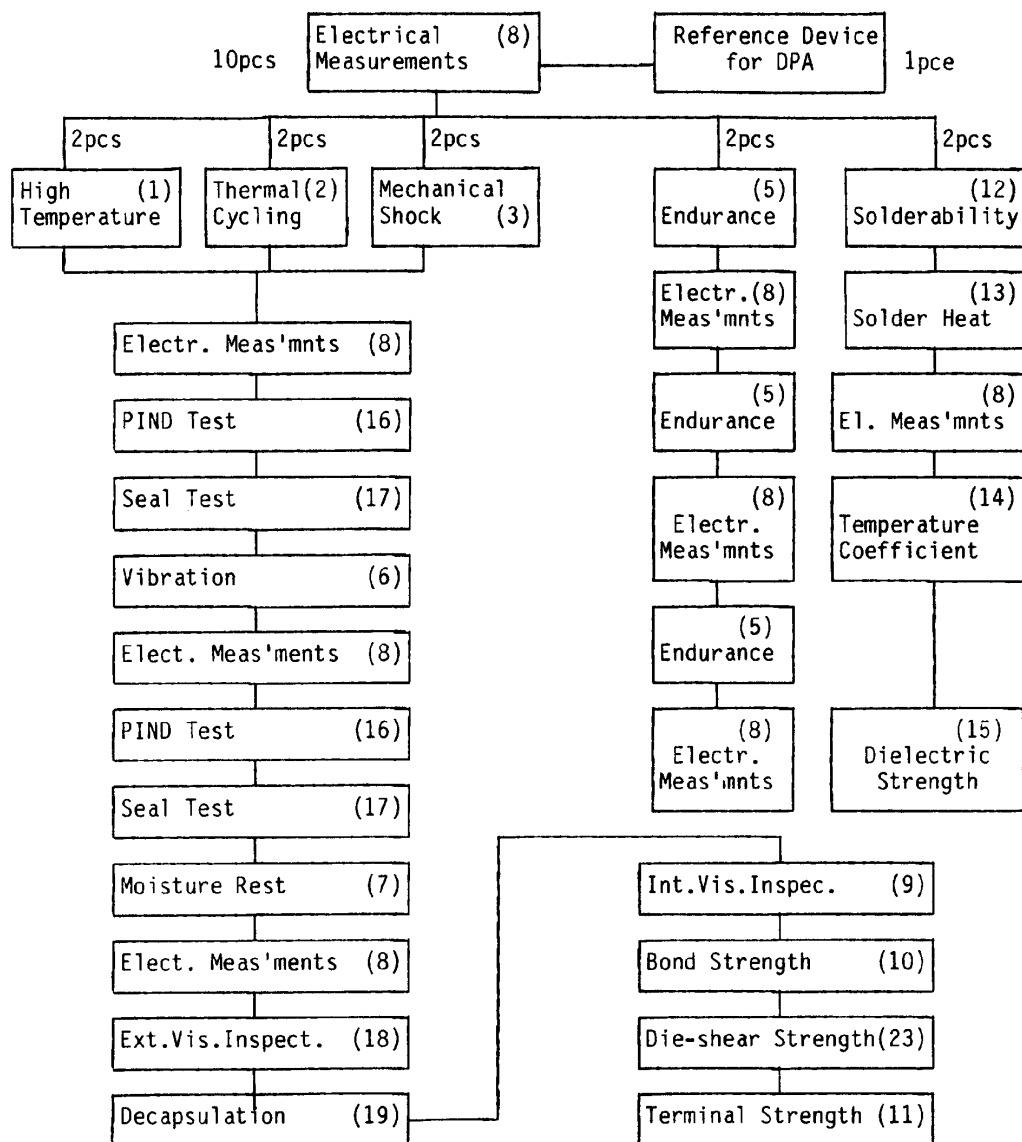 10pcs
Electrical (8)
Measurements
Reference Device
for DPA
1pce
2pcs
2pcs
2pcs
2pcs
2pcs
High (1)
Temperature
Thermal(2)
Cycling
Mechanical
Shock (3)
(5)
Endurance
(12)
Solderability
Electr.(8)
Meas'mnts
(13)
Solder Heat
Electr. Meas'mnts (8)
(5)
Endurance
(8)
El. Meas'mnts
PIND Test (16)
Seal Test (17)
(8)
Electr.
Meas'mnts
(14)
Temperature
Coefficient
Vibration (6)
Elect. Meas'ments (8)
(5)
Endurance
PIND Test (16)
(8)
Electr.
Meas'mnts
(15)
Dielectric
Strength
Seal Test (17)
Moisture Rest (7)
Elect. Meas'ments (8)
Ext.Vis.Inspect. (18)
Decapsulation (19)
Int.Vis.Inspec. (9)
Bond Strength (10)
Die-shear Strength(23)
Terminal Strength (11)